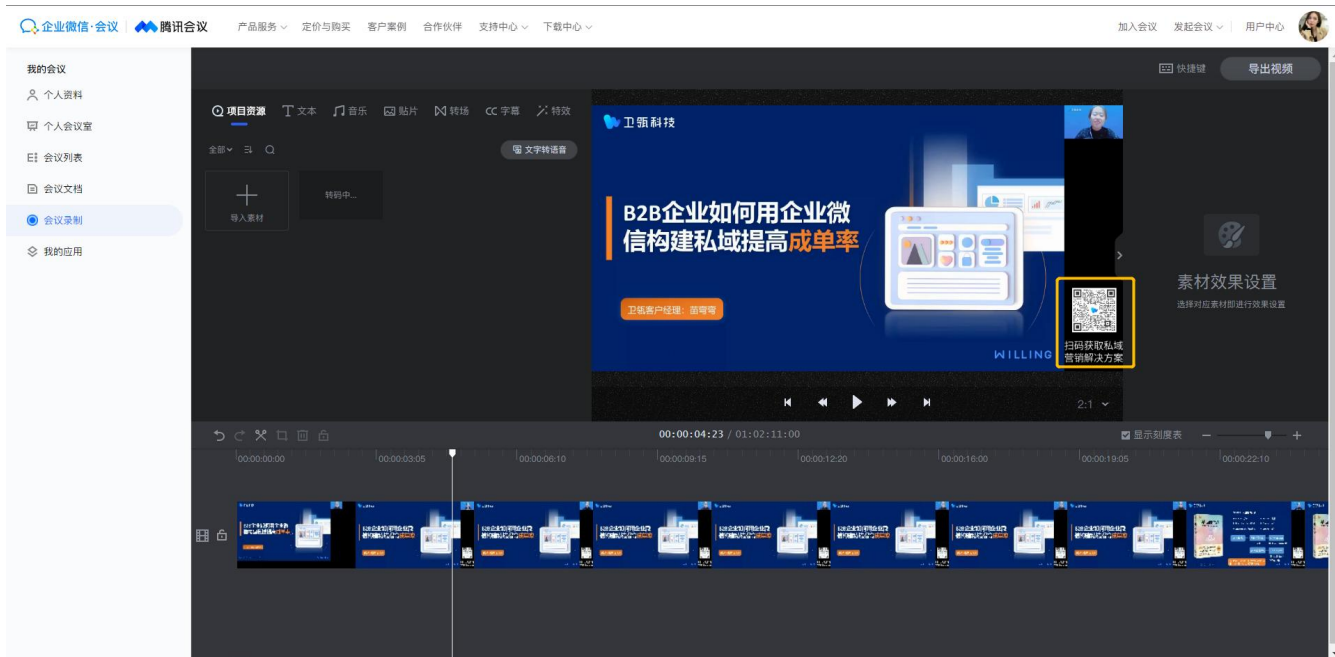 企业微信·会议
腾讯会议
产品服务
定价与购买
客户案例
合作伙伴
支持中心
下载中心
加入会议
发起会议
用户中心
我的会议
个人资料
个人会议室
会议列表
会议文档
会议录制
我的应用
快捷键
导出视频
项目资源
文本
音乐
贴片
转场
CC 字幕
特效
全部
文字转语音
导入素材
转码中...
卫瓴科技
B2B企业如何用企业微
信构建私域提高成单率
卫瓴客户经理：苗弯弯
WILLING
扫码获取私域
营销解决方案
2:1
素材效果设置
选择对应素材即进行效果设置
00:00:04:23 / 01:02:11:00
显示刻度表
00:00:00:00
00:00:03:05
00:00:06:10
00:00:09:15
00:00:12:20
00:00:16:00
00:00:19:05
00:00:22:10